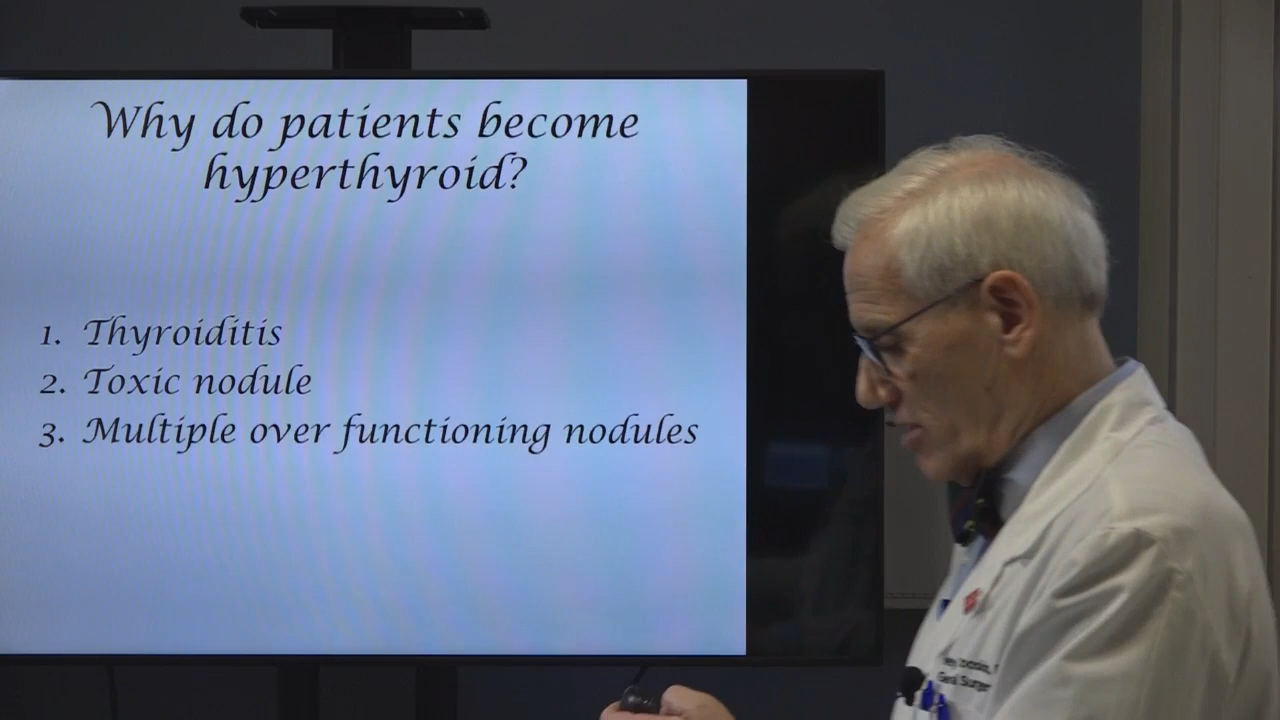 Why do patients become
hyperthyroid?
1. Thyroiditis
2. Toxic nodule
3. Multiple over functioning nodules